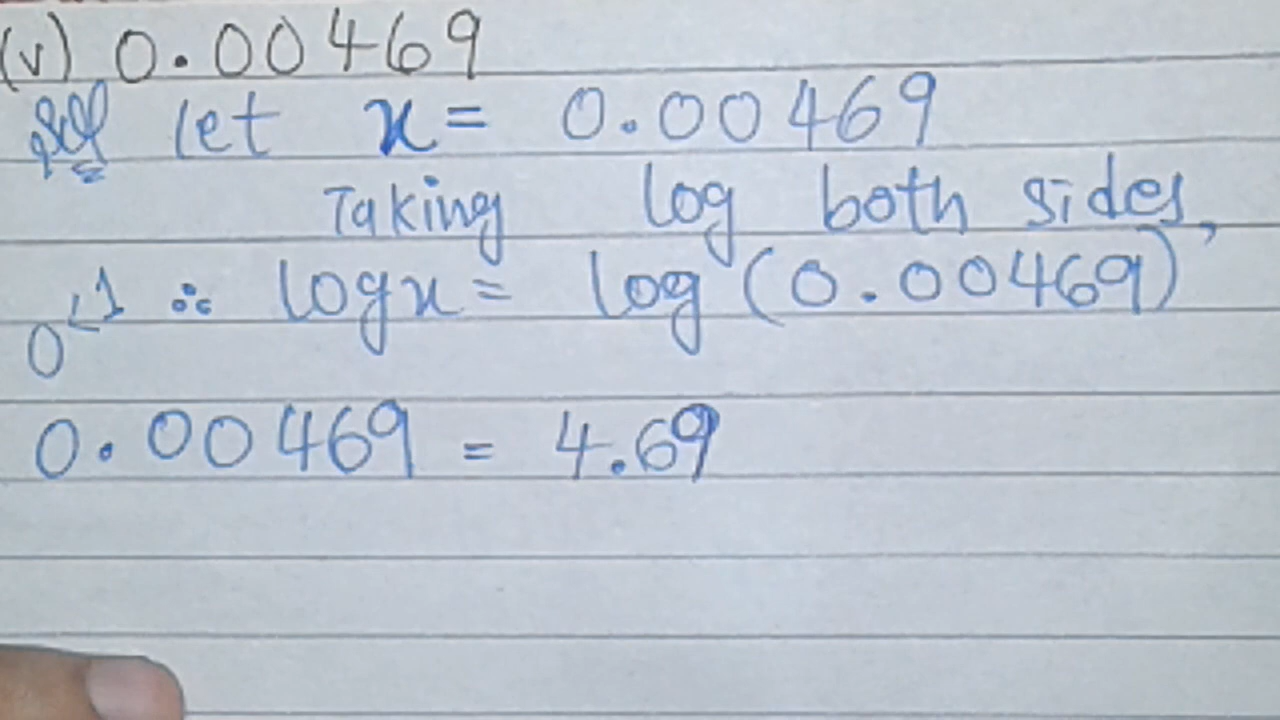 (v) 0.00469
Sol let x = 0.00469
Taking log both sides,
0<1 ∴ log x = log (0.00469)
0.00469 = 4.69